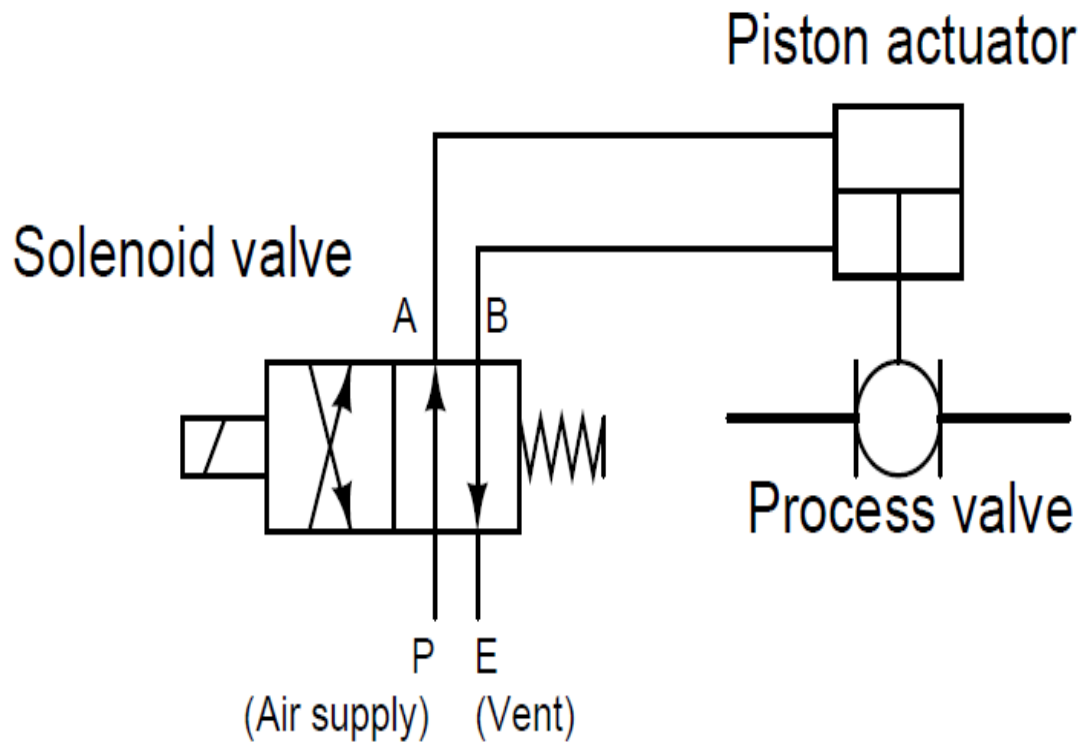 Piston actuator
Solenoid valve
A B
Process valve
P E
(Air supply) (Vent)